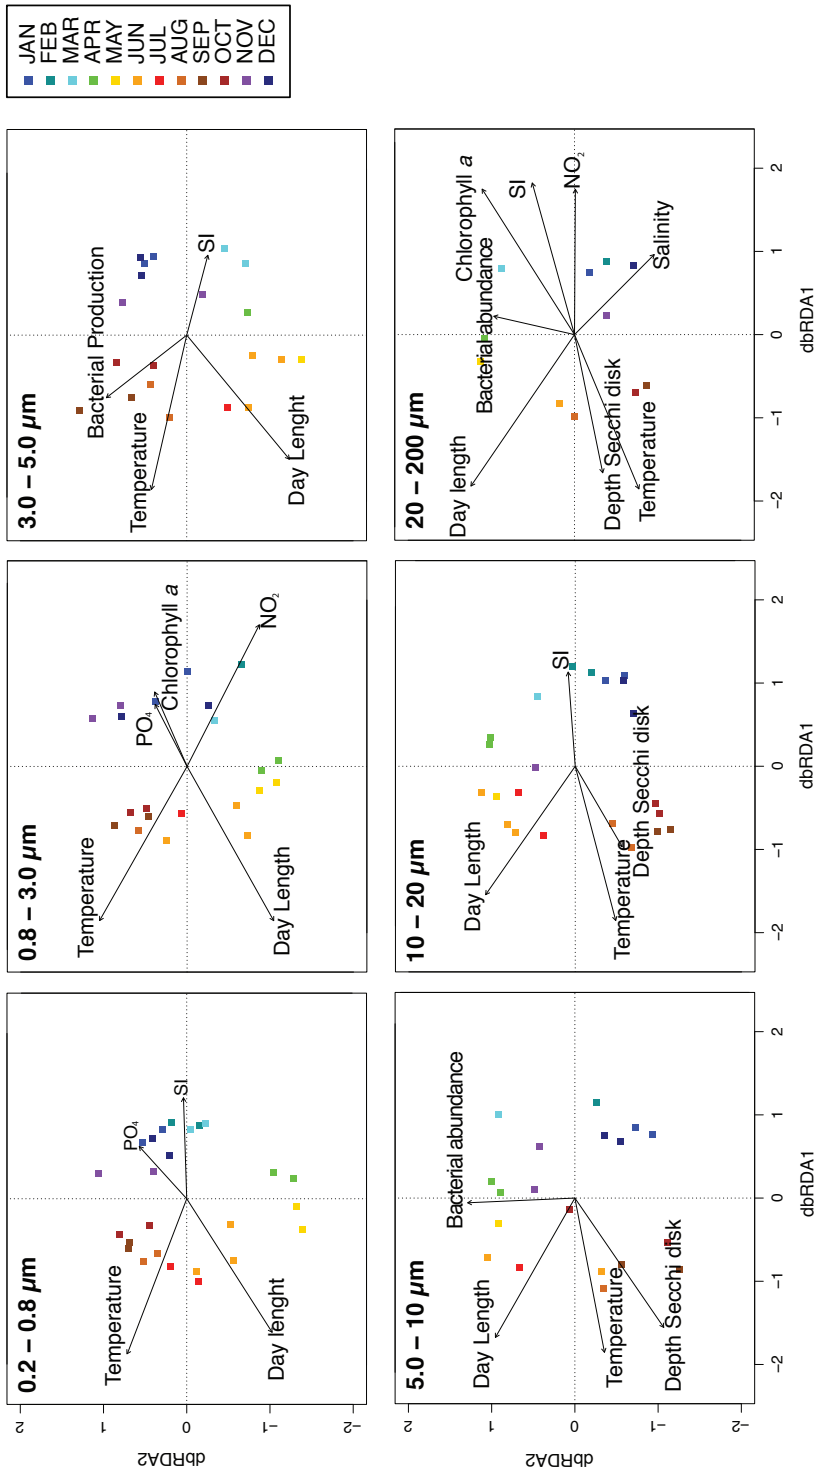 0.2 – 0.8 µm
2
1
0
−1
−2
dbRDA2
Temperature
PO4
SI
Day lenght
0.8 – 3.0 µm
Temperature
PO4
Chlorophyll a
NO2
Day Length
3.0 – 5.0 µm
Bacterial Production
Temperature
SI
Day Lenght
JAN
FEB
MAR
APR
MAY
JUN
JUL
AUG
SEP
OCT
NOV
DEC
5.0 – 10 µm
2
1
0
−1
−2
dbRDA2
Bacterial abundance
Day Length
Temperature
Depth Secchi disk
−2
−1
0
1
2
dbRDA1
10 – 20 µm
Day Length
SI
Temperature
Depth Secchi disk
−2
−1
0
1
2
dbRDA1
20 – 200 µm
Day length
Bacterial abundance
Chlorophyll a
SI
NO2
Salinity
Depth Secchi disk
Temperature
−2
−1
0
1
2
dbRDA1